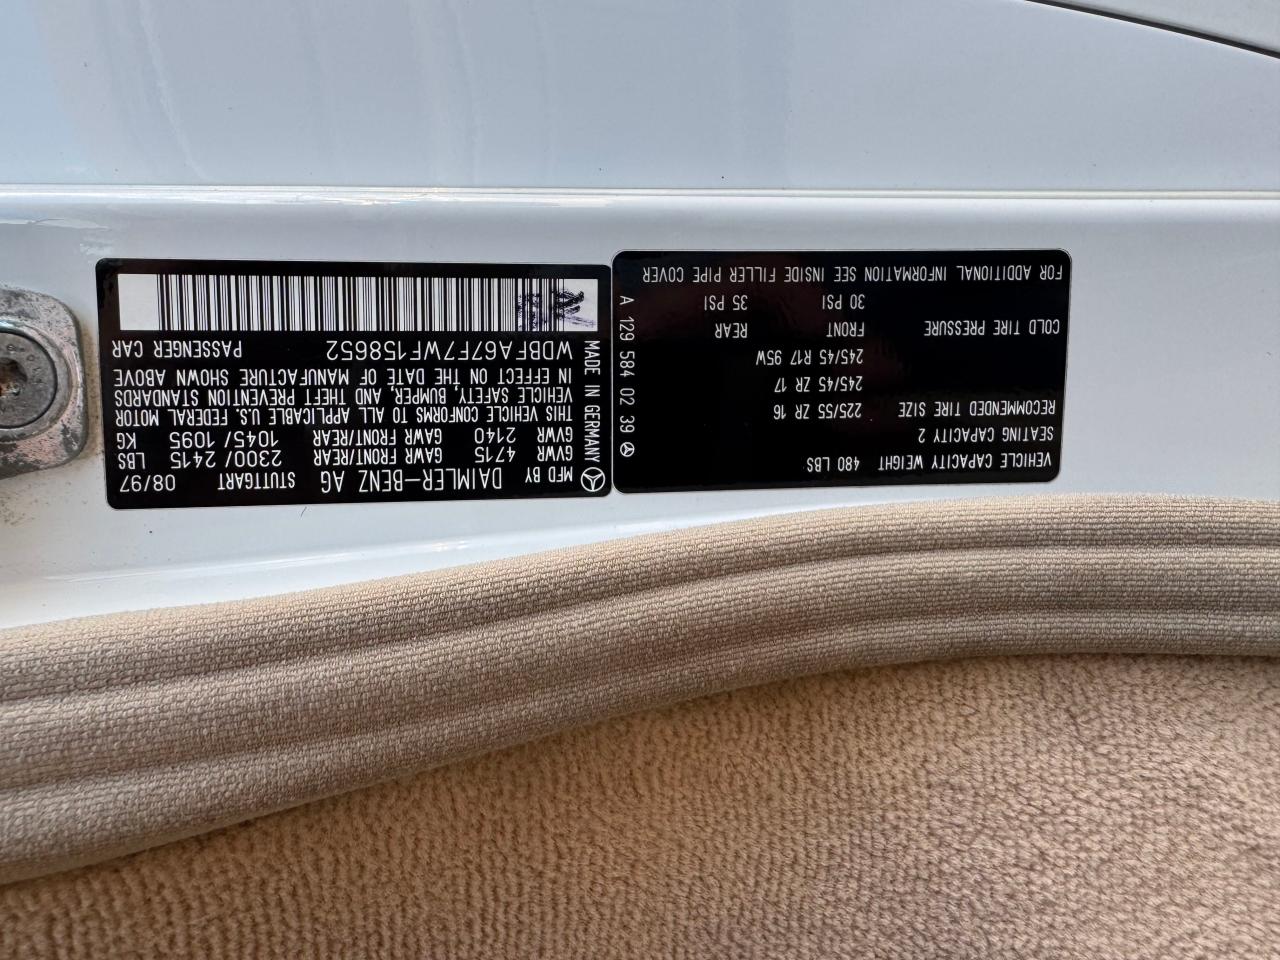 MFD BY DAIMLER-BENZ AG STUTTGART 08/97
GVWR 4715 GAWR FRONT/REAR 2300/ 2415 LBS
GVWR 2140 GAWR FRONT/REAR 1045/ 1095 KG
THIS VEHICLE CONFORMS TO ALL APPLICABLE U.S. FEDERAL MOTOR
VEHICLE SAFETY, BUMPER, AND THEFT PREVENTION STANDARDS
IN EFFECT ON THE DATE OF MANUFACTURE SHOWN ABOVE
WDBFA67F7WF158652 PASSENGER CAR
MADE IN GERMANY
VEHICLE CAPACITY WEIGHT 480 LBS
SEATING CAPACITY 2
RECOMMENDED TIRE SIZE 225/55 ZR 16
245/45 ZR 17
245/45 R17 95W
COLD TIRE PRESSURE FRONT REAR
30 PSI 35 PSI
FOR ADDITIONAL INFORMATION SEE INSIDE FILLER PIPE COVER
A 129 584 02 39